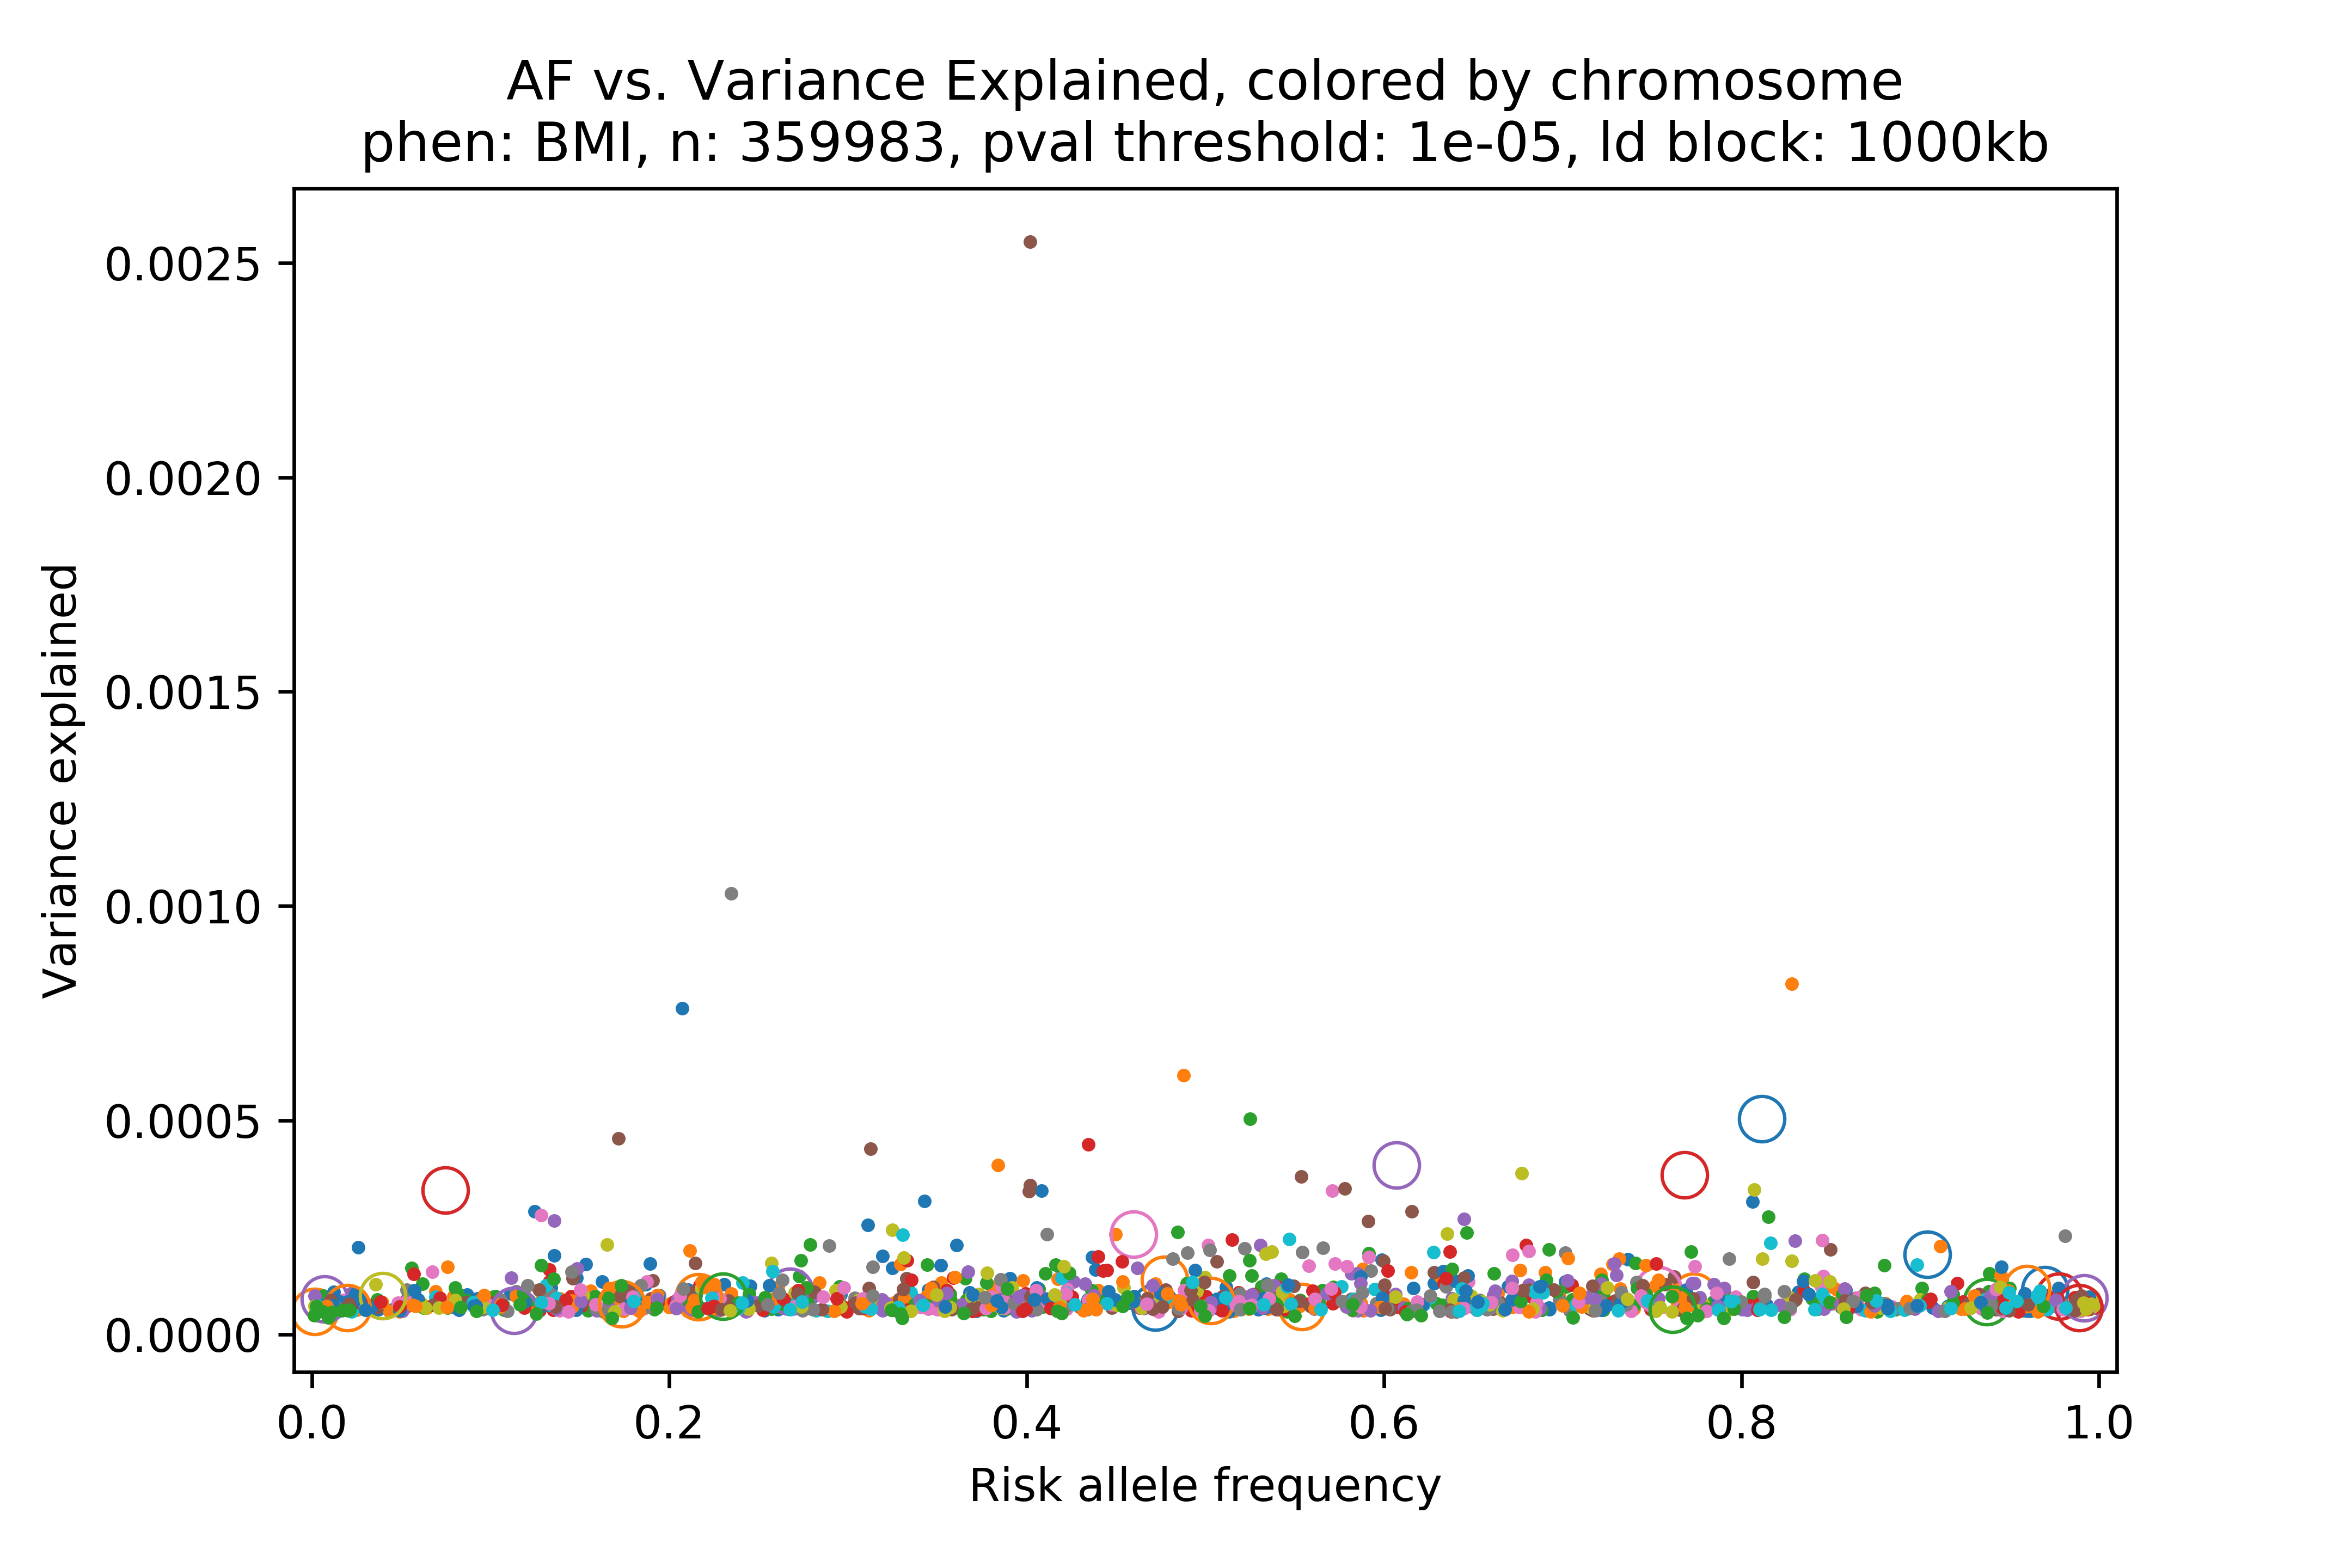 AF vs. Variance Explained, colored by chromosome
phen: BMI, n: 359983, pval threshold: 1e-05, ld block: 1000kb
0.0025
0.0020
0.0015
0.0010
0.0005
0.0000
Variance explained
0.0 0.2 0.4 0.6 0.8 1.0
Risk allele frequency